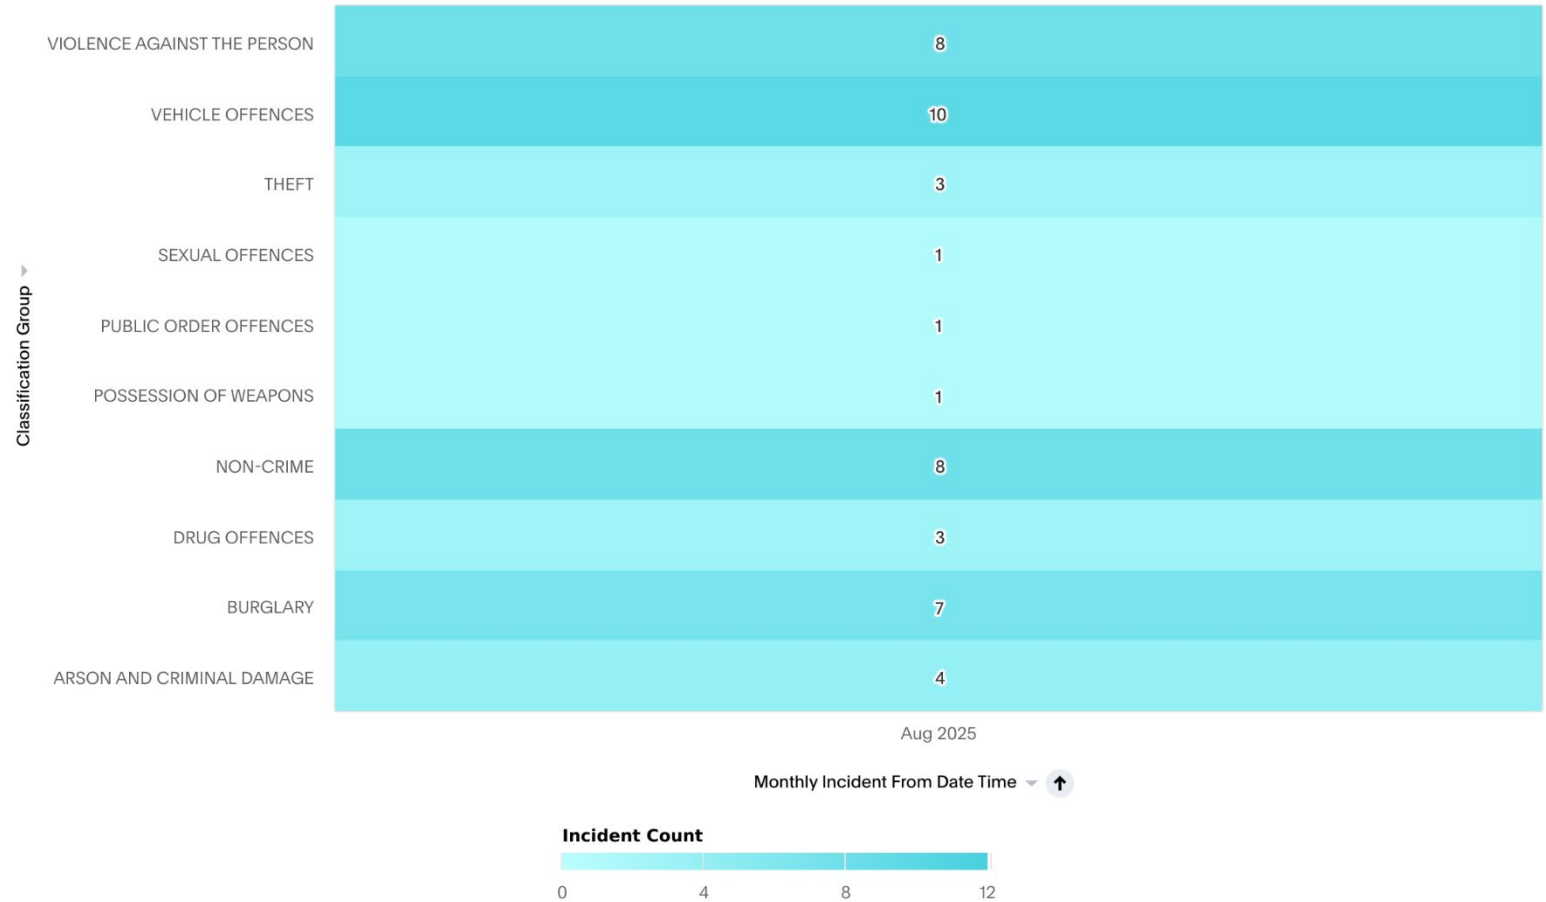 VIOLENCE AGAINST THE PERSON 8
VEHICLE OFFENCES 10
THEFT 3
SEXUAL OFFENCES 1
PUBLIC ORDER OFFENCES 1
POSSESSION OF WEAPONS 1
NON-CRIME 8
DRUG OFFENCES 3
BURGLARY 7
ARSON AND CRIMINAL DAMAGE 4
Classification Group
Aug 2025
Monthly Incident From Date Time
Incident Count
0 4 8 12